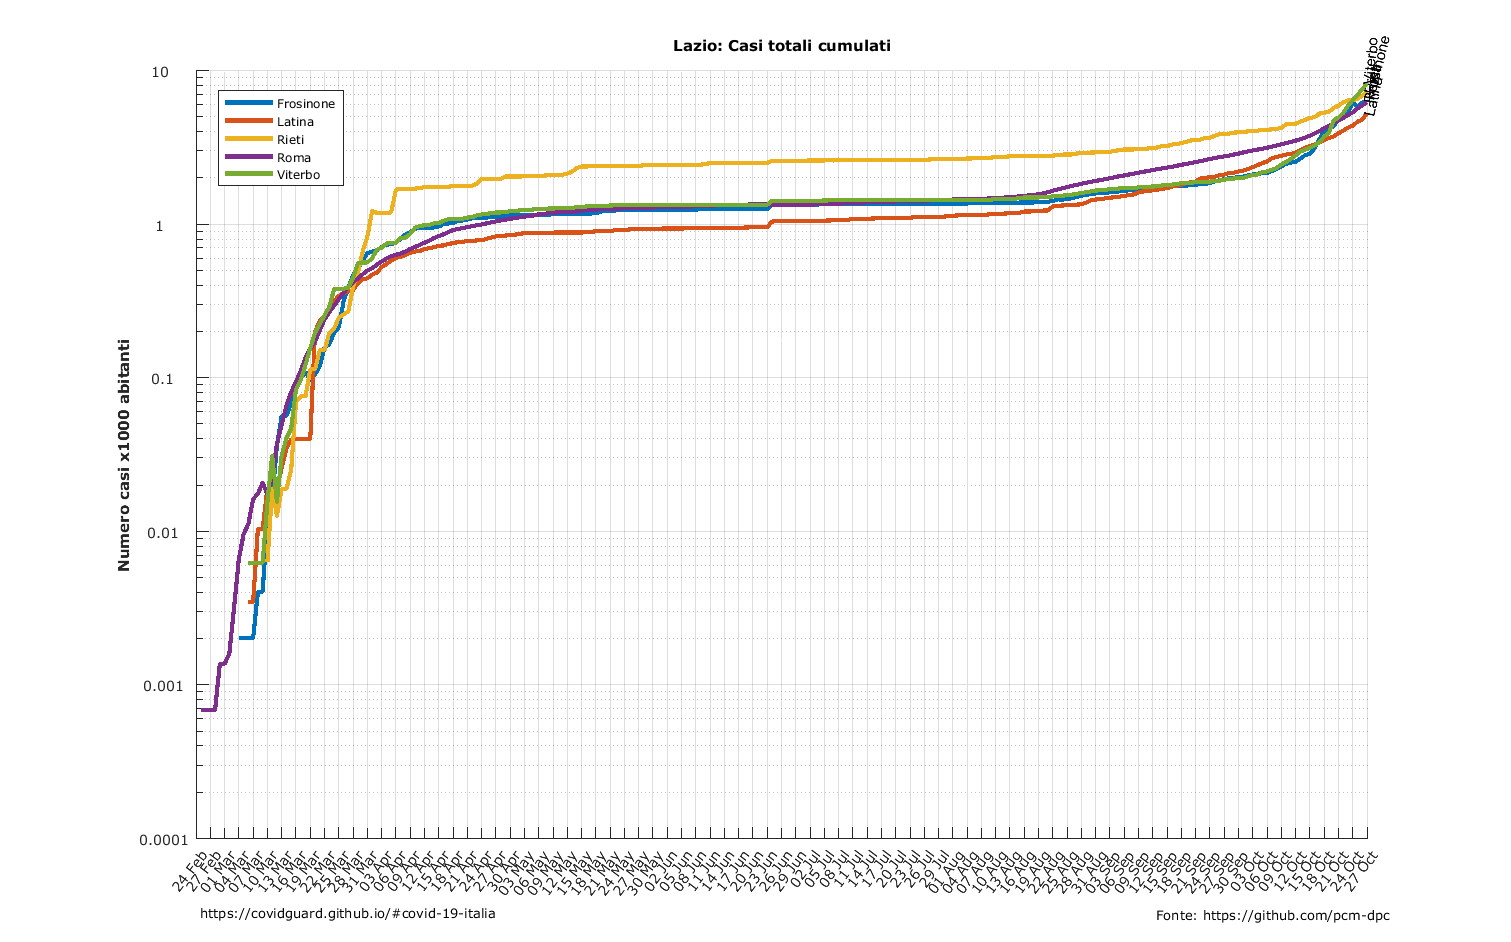 Lazio: Casi totali cumulati
Frosinone
Latina
Rieti
Roma
Viterbo
Viterbo
Latina
10
1
0.1
0.01
0.001
0.0001
Numero casi x1000 abitanti
24 Feb
27 Feb
01 Mar
04 Mar
07 Mar
10 Mar
13 Mar
16 Mar
19 Mar
22 Mar
25 Mar
28 Mar
31 Mar
03 Apr
06 Apr
09 Apr
12 Apr
15 Apr
18 Apr
21 Apr
24 Apr
27 Apr
30 Apr
03 May
06 May
09 May
12 May
15 May
18 May
21 May
24 May
27 May
30 May
02 Jun
05 Jun
08 Jun
11 Jun
14 Jun
17 Jun
20 Jun
23 Jun
26 Jun
29 Jun
02 Jul
05 Jul
08 Jul
11 Jul
14 Jul
17 Jul
20 Jul
23 Jul
26 Jul
29 Jul
01 Aug
04 Aug
07 Aug
10 Aug
13 Aug
16 Aug
19 Aug
22 Aug
25 Aug
28 Aug
31 Aug
03 Sep
06 Sep
09 Sep
12 Sep
15 Sep
18 Sep
21 Sep
24 Sep
27 Sep
30 Sep
03 Oct
06 Oct
09 Oct
12 Oct
15 Oct
18 Oct
21 Oct
24 Oct
27 Oct
https://covidguard.github.io/#covid-19-italia
Fonte: https://github.com/pcm-dpc